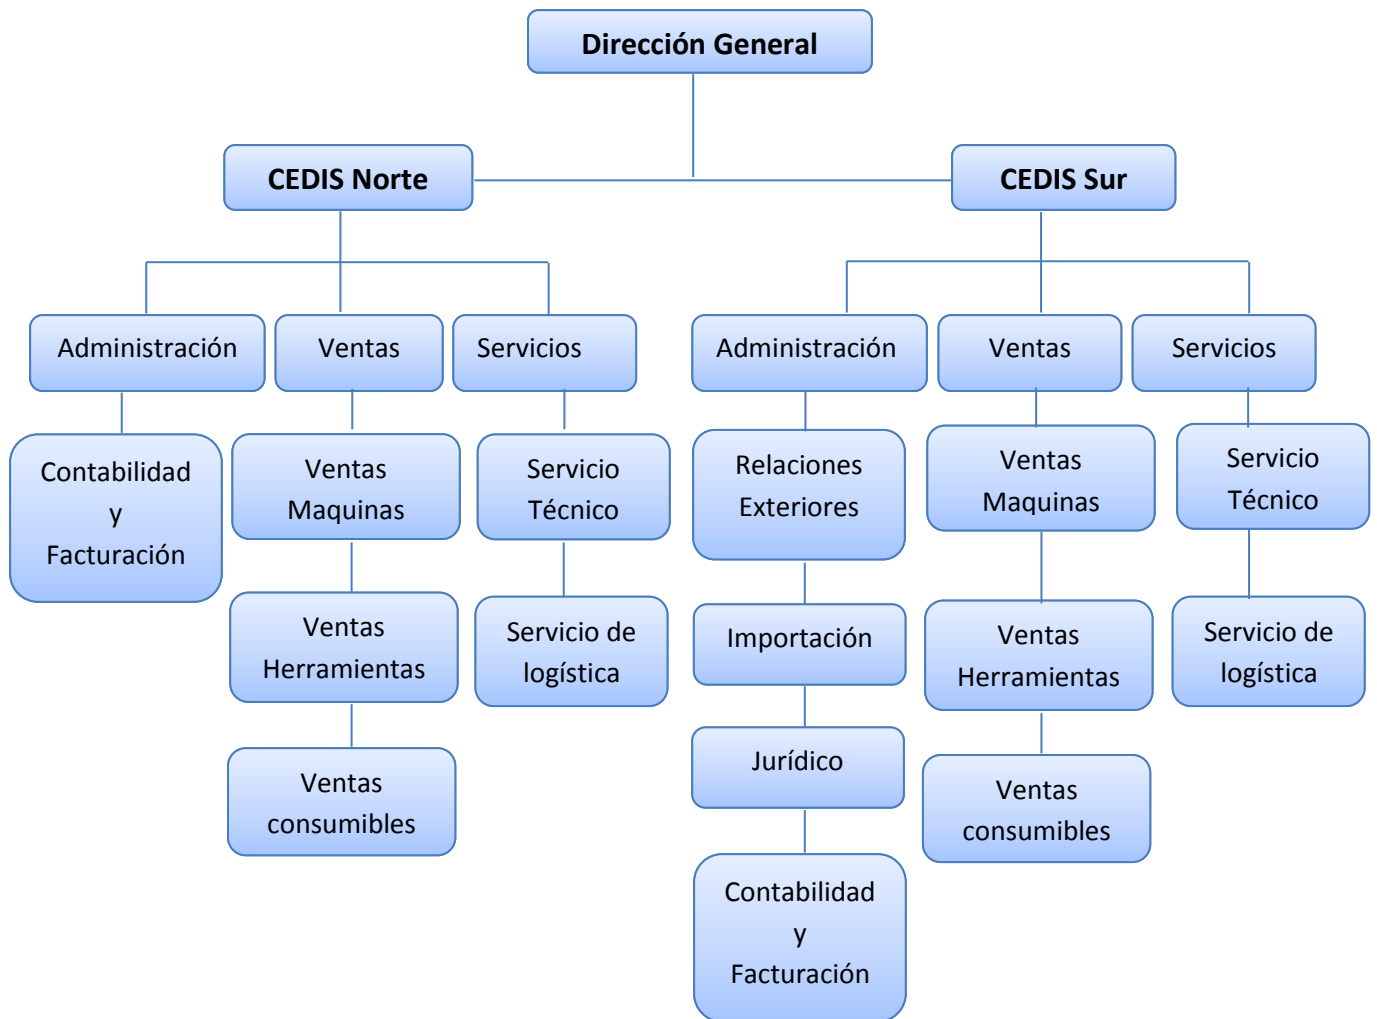 Dirección General
CEDIS Norte
CEDIS Sur
Administración
Ventas
Servicios
Administración
Ventas
Servicios
Contabilidad
y
Facturación
Ventas
Maquinas
Servicio
Técnico
Relaciones
Exteriores
Ventas
Maquinas
Servicio
Técnico
Ventas
Herramientas
Servicio de
logística
Importación
Ventas
Herramientas
Servicio de
logística
Jurídico
Ventas
consumibles
Ventas
consumibles
Contabilidad
y
Facturación